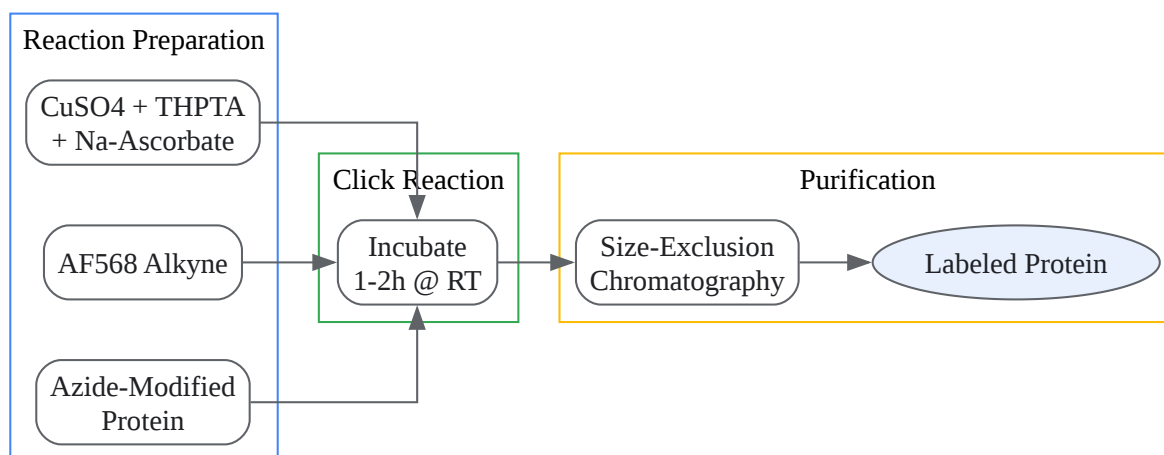 Reaction Preparation
CuSO4 + THPTA
+ Na-Ascorbate
AF568 Alkyne
Azide-Modified
Protein
Click Reaction
Incubate
1-2h @ RT
Purification
Size-Exclusion
Chromatography
Labeled Protein